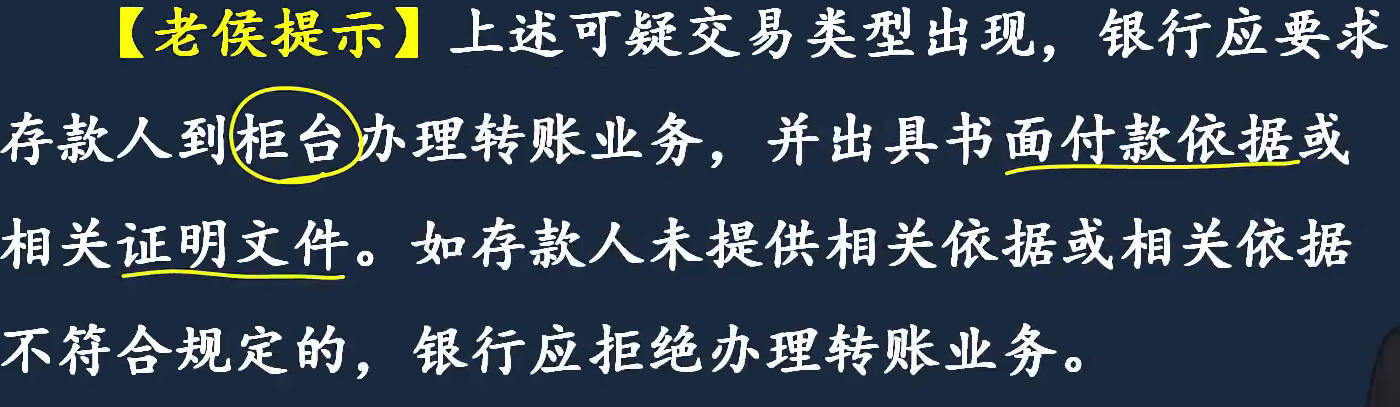 【老侯提示】上述可疑交易类型出现，银行应要求
存款人到柜台办理转账业务，并出具书面付款依据或
相关证明文件。如存款人未提供相关依据或相关依据
不符合规定的，银行应拒绝办理转账业务。